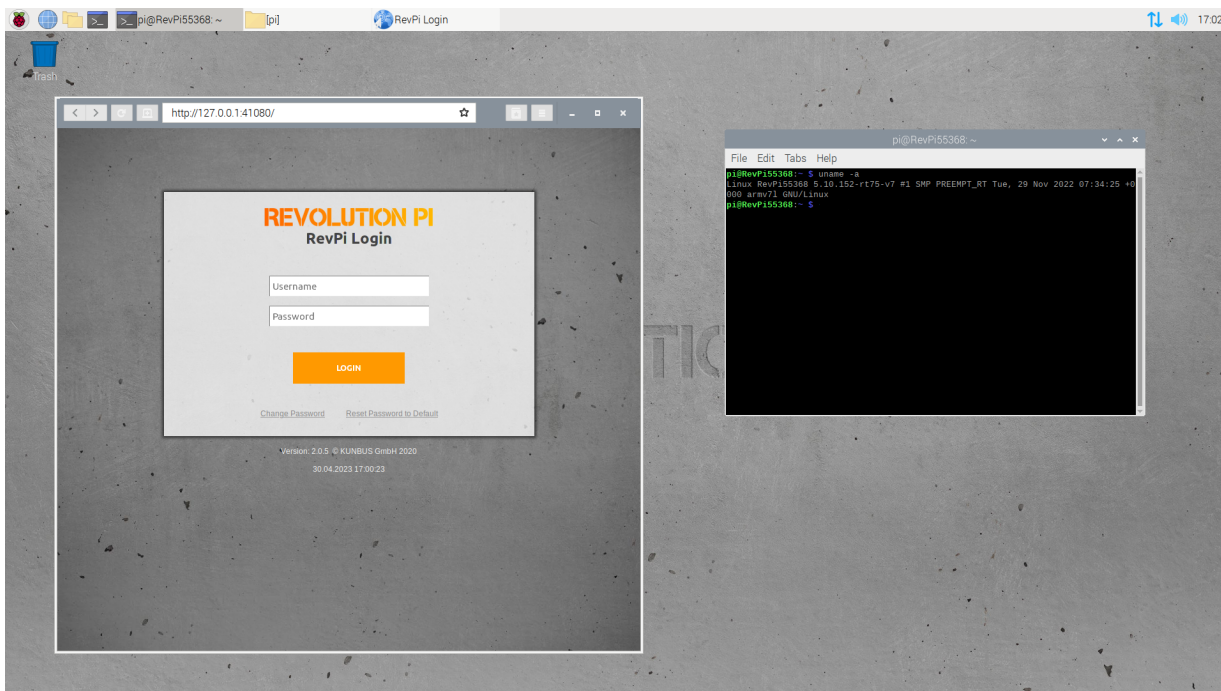 pi@RevPi55368: ~
[pi]
RevPi Login
17:02
Trash
http://127.0.0.1:41080/
REVOLUTION PI
RevPi Login
Username
Password
LOGIN
Change Password
Reset Password to Default
Version: 2.0.5 © KUNBUS GmbH 2020
30.04.2023 17:00:23
pi@RevPi55368: ~
File Edit Tabs Help
pi@RevPi55368:~ $ uname -a
Linux RevPi55368 5.10.152-rt75-v7 #1 SMP PREEMPT_RT Tue, 29 Nov 2022 07:34:25 +0
000 armv7l GNU/Linux
pi@RevPi55368:~ $